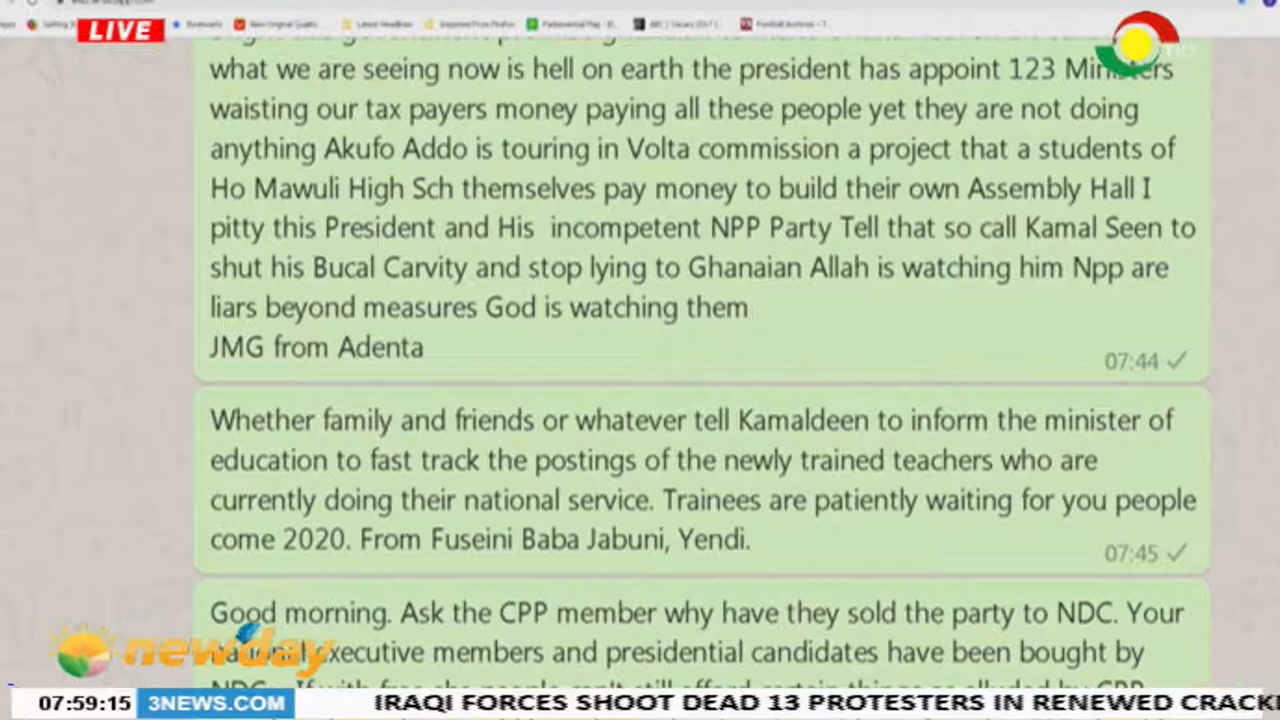 LIVE
what we are seeing now is hell on earth the president has appoint 123 Ministers
waisting our tax payers money paying all these people yet they are not doing
anything Akufo Addo is touring in Volta commission a project that a students of
Ho Mawuli High Sch themselves pay money to build their own Assembly Hall I
pitty this President and His incompetent NPP Party Tell that so call Kamal Seen to
shut his Bucal Carvity and stop lying to Ghanaian Allah is watching him Npp are
liars beyond measures God is watching them
JMG from Adenta
07:44
Whether family and friends or whatever tell Kamaldeen to inform the minister of
education to fast track the postings of the newly trained teachers who are
currently doing their national service. Trainees are patiently waiting for you people
come 2020. From Fuseini Baba Jabuni, Yendi.
07:45
Good morning. Ask the CPP member why have they sold the party to NDC. Your
national executive members and presidential candidates have been bought by
newday
07:59:15 3NEWS.COM IRAQI FORCES SHOOT DEAD 13 PROTESTERS IN RENEWED CRACK